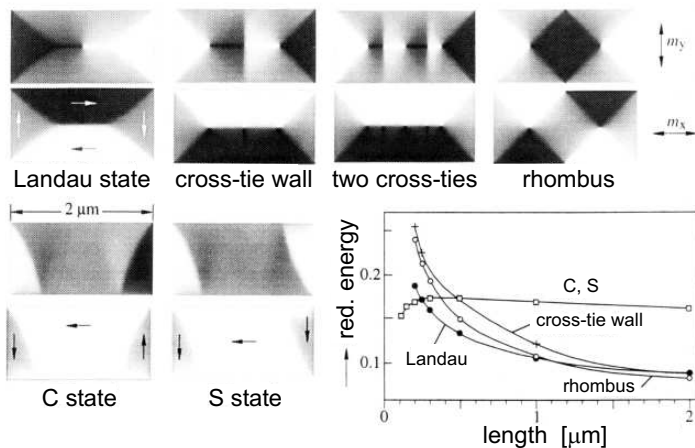 m_y
m_x
Landau state
cross-tie wall
two cross-ties
rhombus
2 μm
C state
S state
red. energy
0.2
0.1
C, S
cross-tie wall
Landau
rhombus
0
1
2
length [μm]